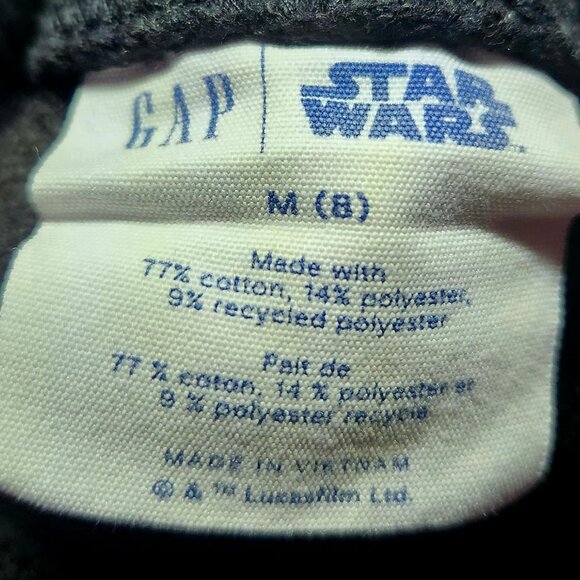 GAP | STAR WARS
M (8)
Made with
77% cotton, 14% polyester,
9% recycled polyester
Fait de
77 % coton, 14 % polyester et
9 % polyester recyclé
MADE IN VIETNAM
© & ™ Lucasfilm Ltd.